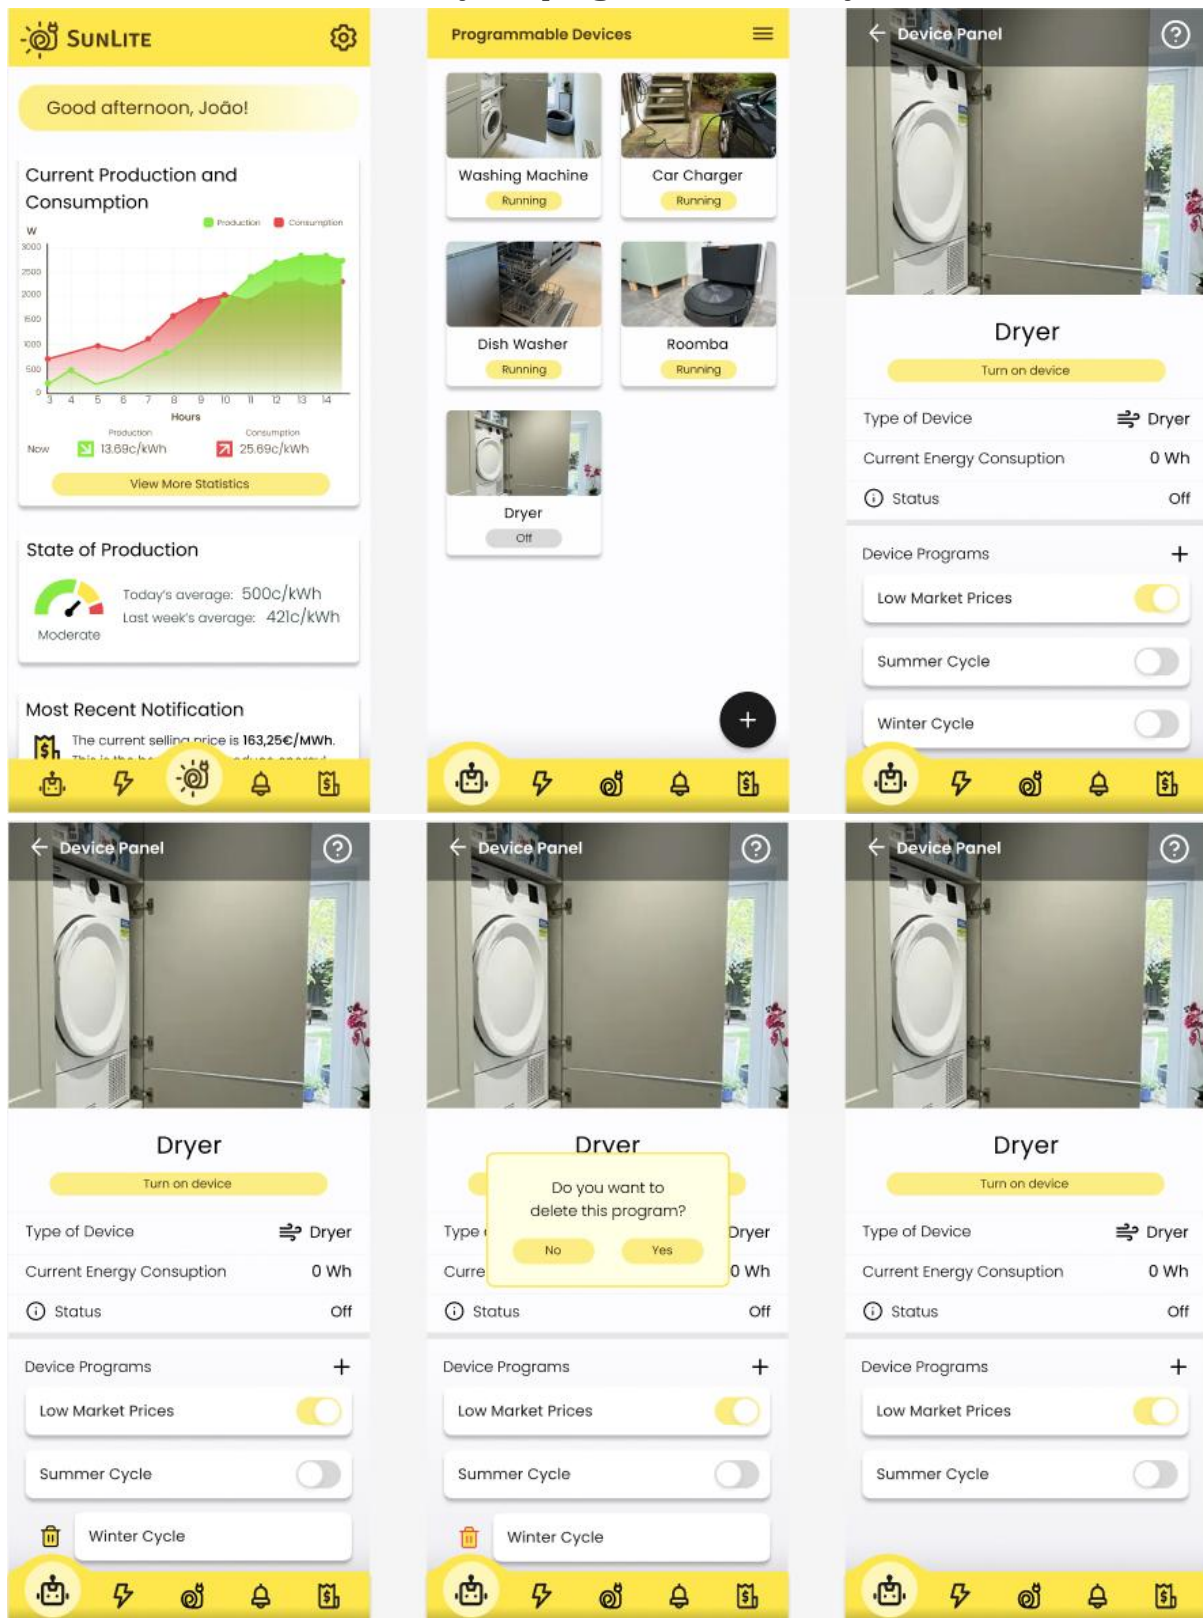 SUNLITE
Good afternoon, João!
Current Production and
Consumption
Production Consumption
W
3000
2500
2000
1500
1000
500
0
3 4 5 6 7 8 9 10 11 12 13 14
Hours
Production Consumption
Now 13.69c/kWh 25.69c/kWh
View More Statistics
State of Production
Today's average: 500c/kWh
Last week's average: 421c/kWh
Moderate
Most Recent Notification
The current selling price is 163,25€/MWh.
Programmable Devices
Washing Machine Car Charger
Running Running
Dish Washer Roomba
Running Running
Dryer
Off
+
Device Panel ?
Dryer
Turn on device
Type of Device Dryer
Current Energy Consuption 0 Wh
Status Off
Device Programs +
Low Market Prices
Summer Cycle
Winter Cycle
Device Panel ?
Dryer
Turn on device
Type of Device Dryer
Current Energy Consuption 0 Wh
Status Off
Device Programs +
Low Market Prices
Summer Cycle
Winter Cycle
Device Panel ?
Dryer
Do you want to
delete this program?
No Yes
Type Dryer
Curre 0 Wh
Status Off
Device Programs +
Low Market Prices
Summer Cycle
Winter Cycle
Device Panel ?
Dryer
Turn on device
Type of Device Dryer
Current Energy Consuption 0 Wh
Status Off
Device Programs +
Low Market Prices
Summer Cycle